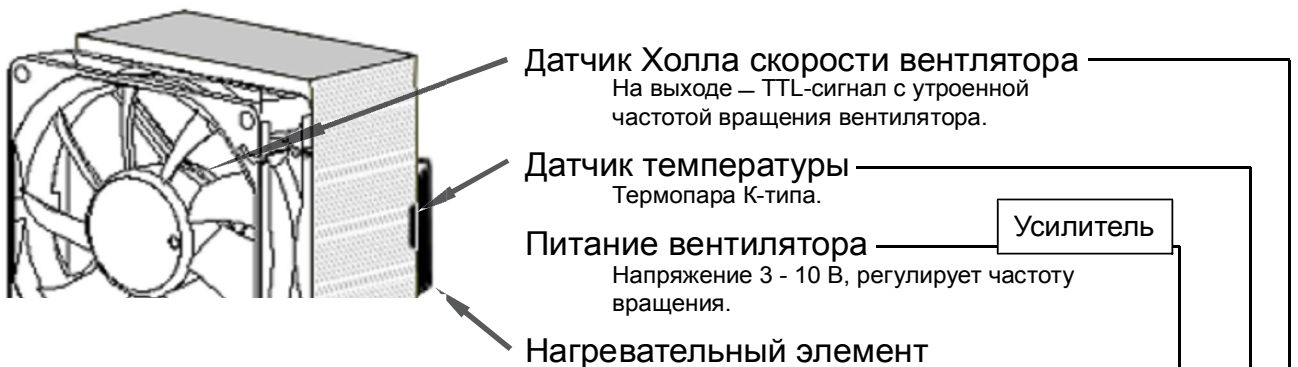 Датчик Холла скорости вентлятора
На выходе – TTL-сигнал с утроенной
частотой вращения вентилятора.
Датчик температуры
Термопара К-типа.
Усилитель
Питание вентилятора
Напряжение 3 - 10 В, регулирует частоту
вращения.
Нагревательный элемент